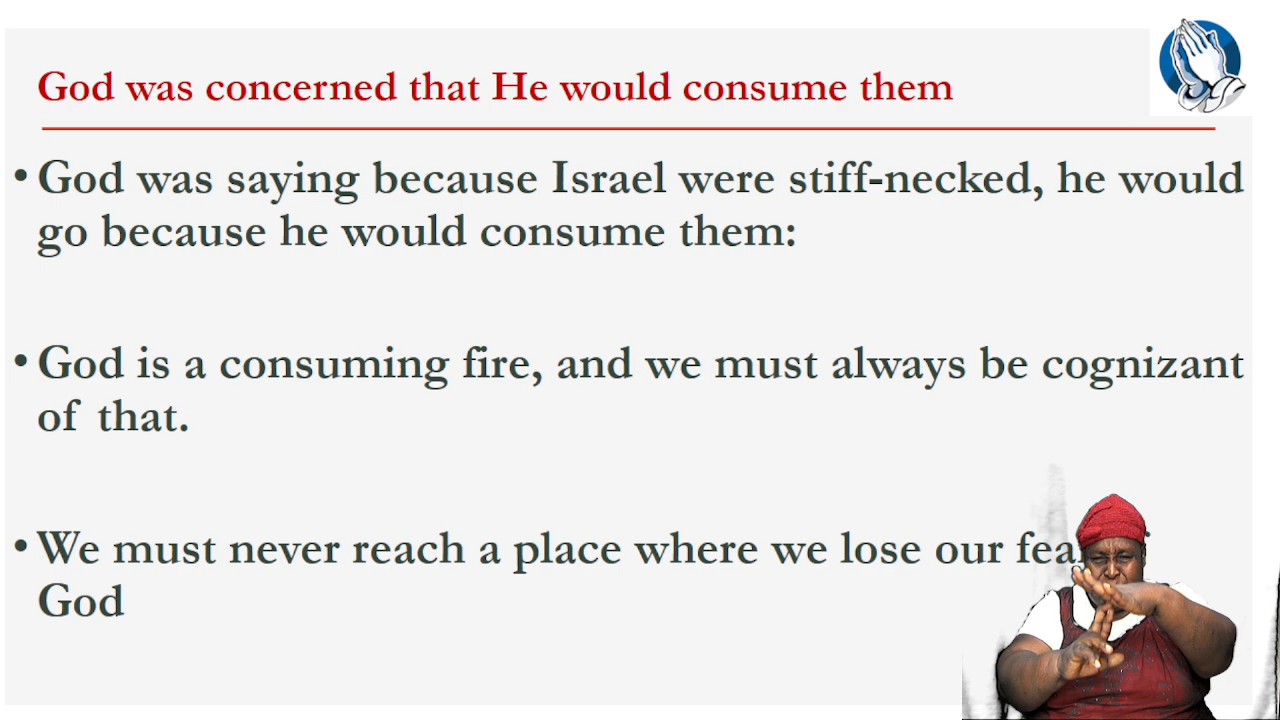 God was concerned that He would consume them
• God was saying because Israel were stiff-necked, he would
go because he would consume them:
• God is a consuming fire, and we must always be cognizant
of that.
• We must never reach a place where we lose our
God